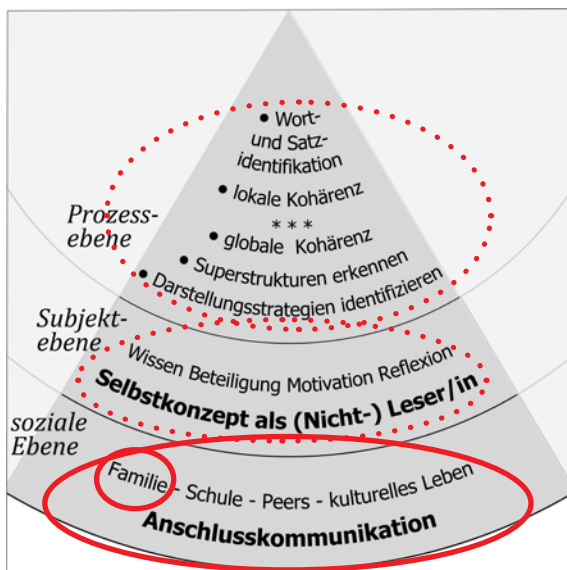 • Wort-
und Satz-
identifikation
• lokale Kohärenz
* * *
• globale Kohärenz
• Superstrukturen erkennen
• Darstellungsstrategien identifizieren
Prozess-
ebene
Wissen Beteiligung Motivation Reflexion
Selbstkonzept als (Nicht-) Leser/in
Subjekt-
ebene
Familie - Schule - Peers - kulturelles Leben
Anschlusskommunikation
soziale
Ebene